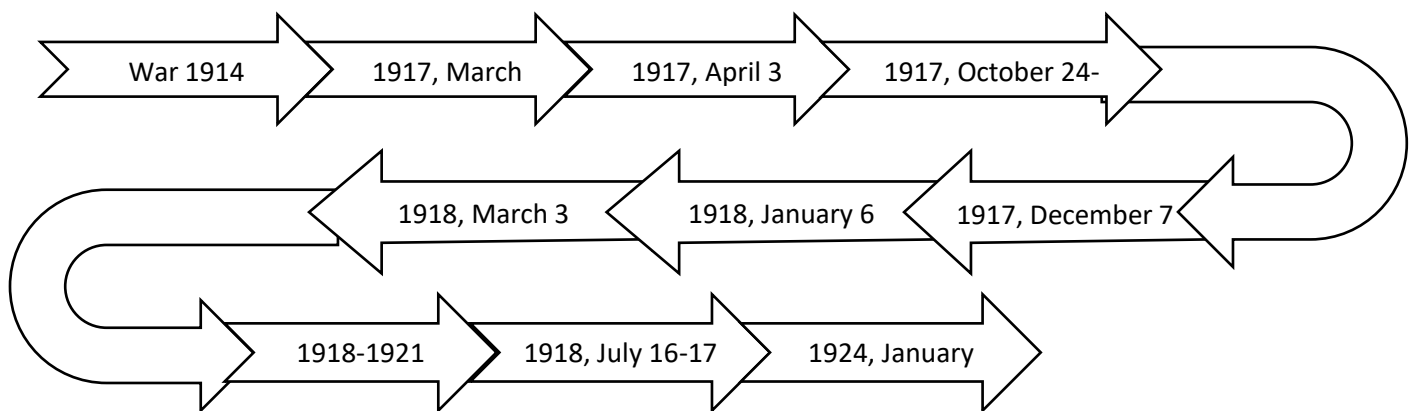 War 1914
1917, March
1917, April 3
1917, October 24-
1917, December 7
1918, January 6
1918, March 3
1918-1921
1918, July 16-17
1924, January